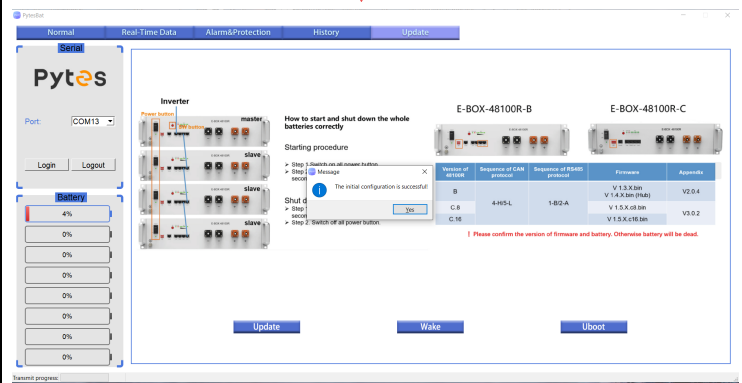 PytesBat
Normal
Real-Time Data
Alarm&Protection
History
Update
Serial
Pytes
Port:
COM13
Login
Logout
Battery
4%
0%
0%
0%
0%
0%
0%
0%
Inverter
Power button
SW button
master
slave
slave
slave
How to start and shut down the whole
batteries correctly
Starting procedure
➢ Step 1.Switch on all power button.
➢ Step 2
secon
Shut d
➢ Step 1
secon
➢ Step 2. Switch off all power button.
Message
The initial configuration is successful!
Yes
E-BOX-48100R-B
E-BOX-48100R-C
Version of 48100R
Sequence of CAN protocol
Sequence of RS485 protocol
Firmware
Appendix
B
4-H/5-L
1-B/2-A
V 1.3.X.bin
V 1.4.X.bin (Hub)
V2.0.4
C.8
V 1.5.X.c8.bin
V3.0.2
C.16
V 1.5.X.c16.bin
! Please confirm the version of firmware and battery. Otherwise battery will be dead.
Update
Wake
Uboot
Transmit progress: